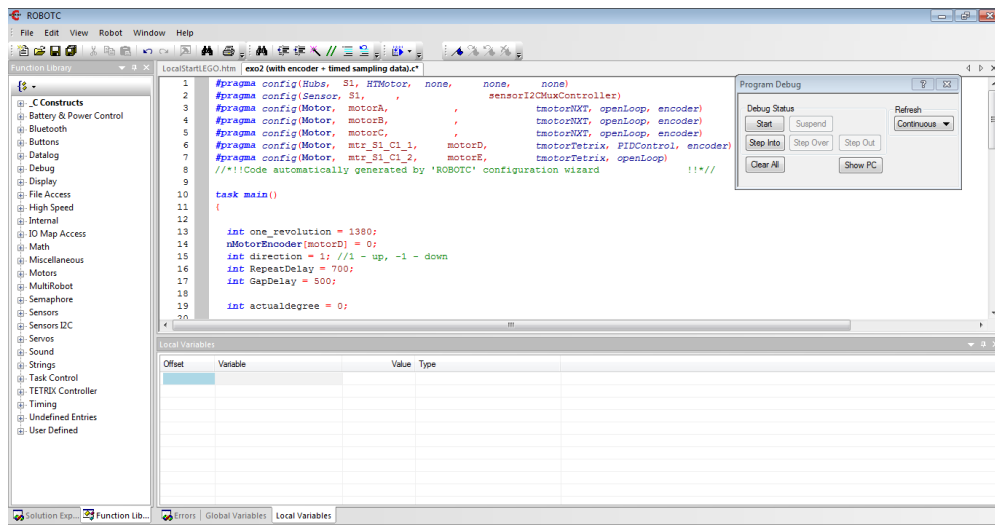 ROBOTC
File Edit View Robot Window Help
Function Library
LocalStartLEGO.htm exo2 (with encoder + timed sampling data).c*
_C Constructs
Battery & Power Control
Bluetooth
Buttons
Datalog
Debug
Display
File Access
High Speed
Internal
IO Map Access
Math
Miscellaneous
Motors
MultiRobot
Semaphore
Sensors
Sensors I2C
Servos
Sound
Strings
Task Control
TETRIX Controller
Timing
Undefined Entries
User Defined
Solution Exp... Function Lib...
1 #pragma config(Hubs, S1, HTMotor, none, none, none)
2 #pragma config(Sensor, S1, , sensorI2CMuxController)
3 #pragma config(Motor, motorA, , tmotorNXT, openLoop, encoder)
4 #pragma config(Motor, motorB, , tmotorNXT, openLoop, encoder)
5 #pragma config(Motor, motorC, , tmotorNXT, openLoop, encoder)
6 #pragma config(Motor, mtr_S1_C1_1, motorD, tmotorTetrix, PIDControl, encoder)
7 #pragma config(Motor, mtr_S1_C1_2, motorE, tmotorTetrix, openLoop)
8 //*!!Code automatically generated by 'ROBOTC' configuration wizard !!*//
9
10 task main()
11 {
12
13 int one_revolution = 1380;
14 nMotorEncoder[motorD] = 0;
15 int direction = 1; //1 - up, -1 - down
16 int RepeatDelay = 700;
17 int GapDelay = 500;
18
19 int actualdegree = 0;
20
Program Debug
Debug Status
Refresh
Start Suspend
Continuous
Step Into Step Over Step Out
Clear All Show PC
Local Variables
Offset Variable Value Type
Errors Global Variables Local Variables